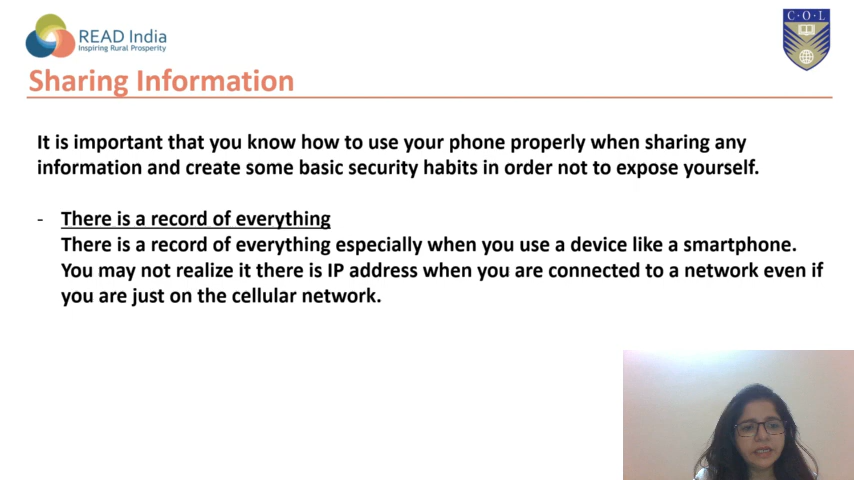 READ India
Inspiring Rural Prosperity
C·O·L
Sharing Information
It is important that you know how to use your phone properly when sharing any
information and create some basic security habits in order not to expose yourself.
- There is a record of everything
There is a record of everything especially when you use a device like a smartphone.
You may not realize it there is IP address when you are connected to a network even if
you are just on the cellular network.